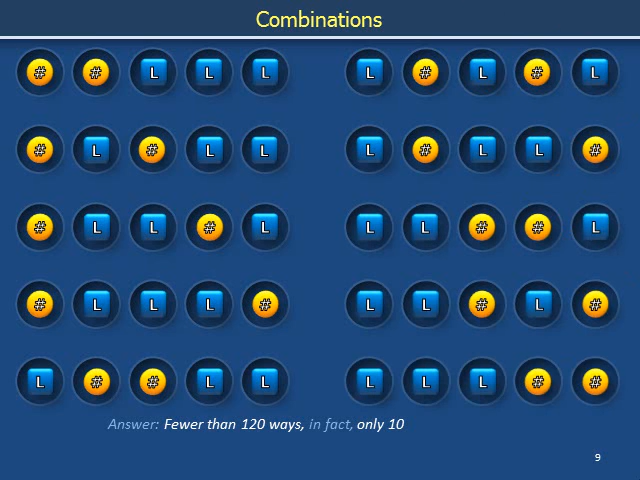 Combinations
# # L L L L # L # L
# L # L L L # L L #
# L L # L L L # # L
# L L L # L L # L #
L # # L L L L L # #
Answer: Fewer than 120 ways, in fact, only 10
9